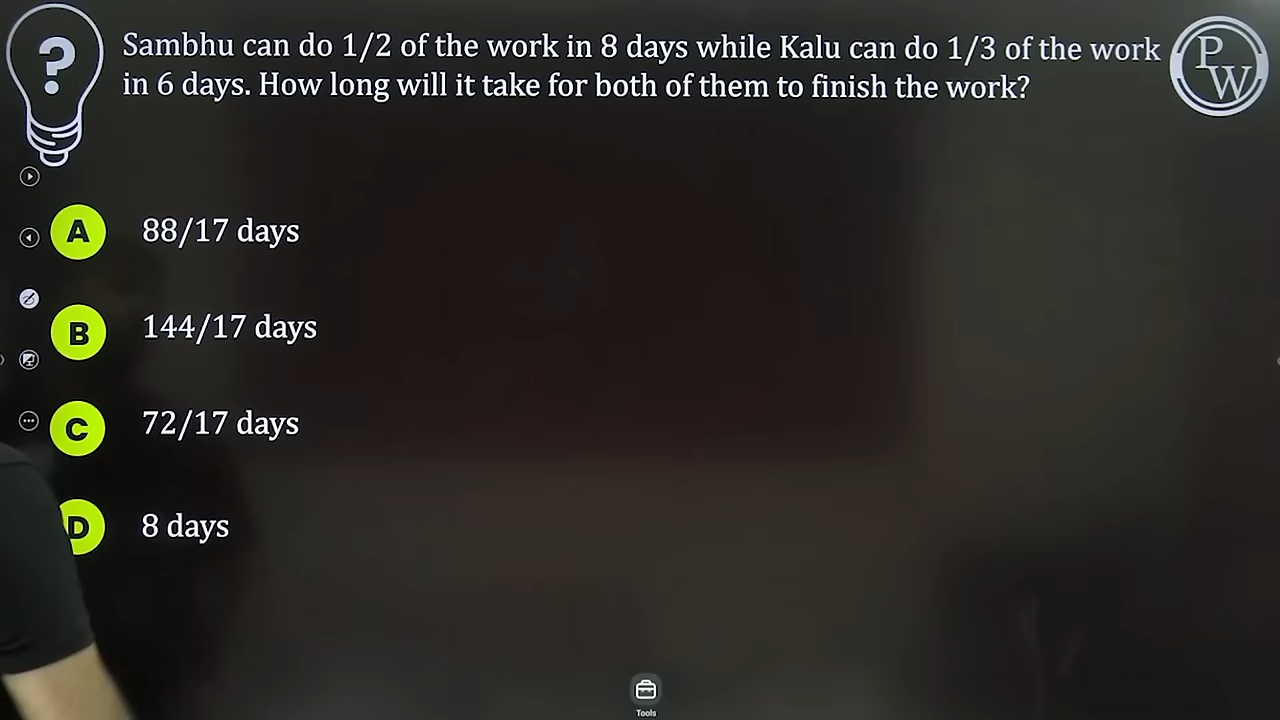 ?
Sambhu can do 1/2 of the work in 8 days while Kalu can do 1/3 of the work
in 6 days. How long will it take for both of them to finish the work?
PW
A 88/17 days
B 144/17 days
C 72/17 days
D 8 days
Tools